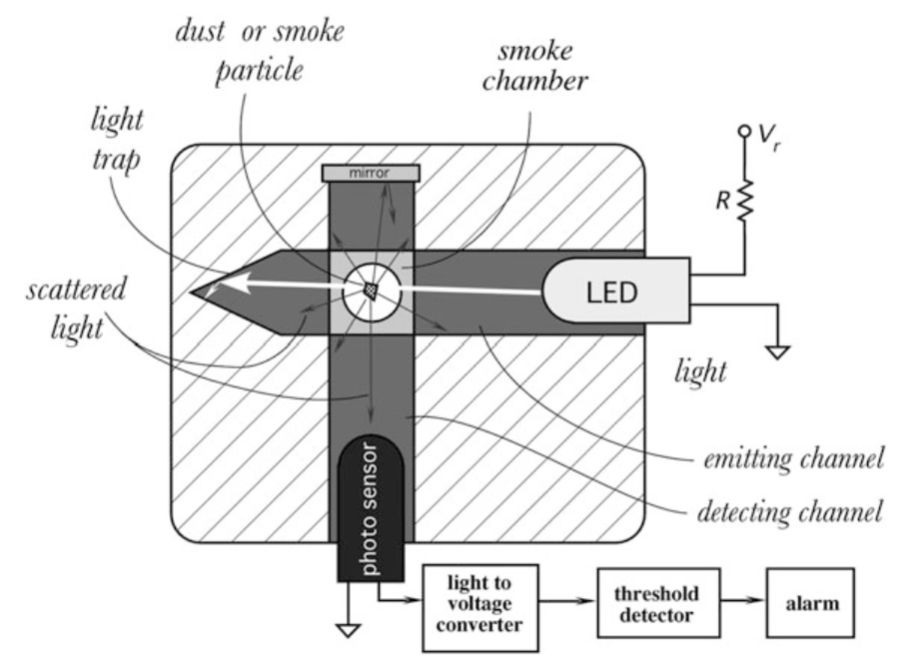 dust or smoke
particle
smoke
chamber
light
trap
V_r
mirror
R
scattered
light
LED
light
emitting channel
detecting channel
photo sensor
light to
voltage
converter
threshold
detector
alarm